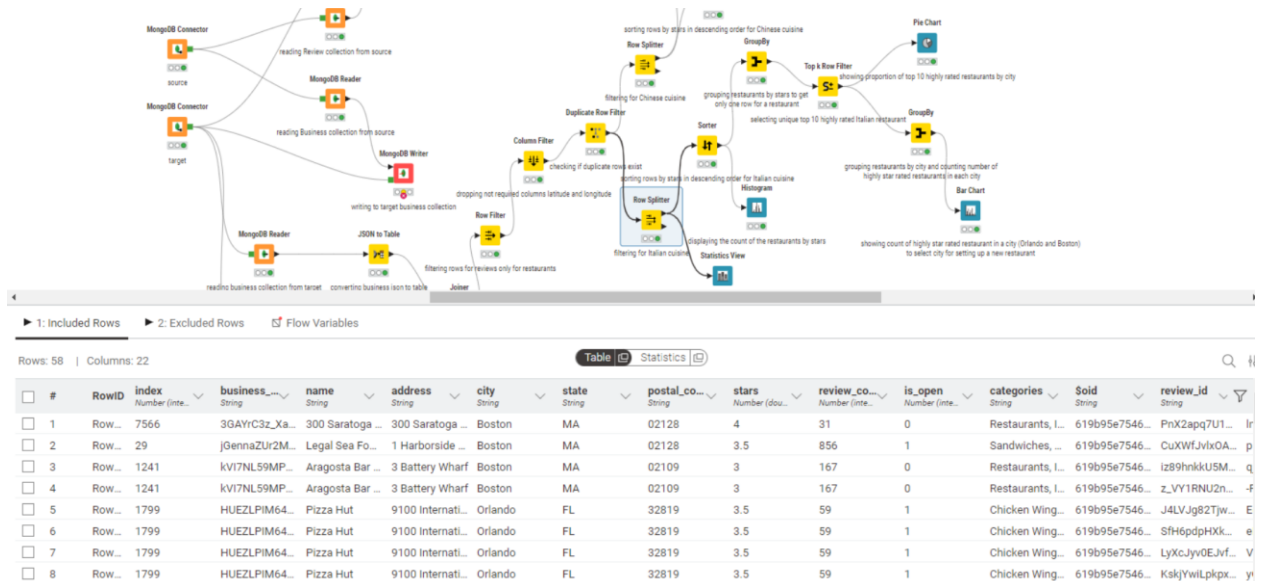 MongoDB Connector
source
reading Review collection from source
MongoDB Reader
reading Business collection from source
MongoDB Connector
target
MongoDB Writer
writing to target business collection
MongoDB Reader
reading business collection from target
JSON to Table
converting business json to table
Joiner
Row Filter
filtering rows for reviews only for restaurants
Column Filter
dropping not required columns latitude and longitude
Duplicate Row Filter
checking if duplicate rows exist
sorting rows by stars in descending order for Chinese cuisine
Row Splitter
filtering for Chinese cuisine
Row Splitter
filtering for Italian cuisine
Sorter
sorting rows by stars in descending order for Italian cuisine
GroupBy
grouping restaurants by stars to get
only one row for a restaurant
Histogram
displaying the count of the restaurants by stars
Statistics View
Top k Row Filter
selecting unique top 10 highly rated Italian restaurant
Pie Chart
showing proportion of top 10 highly rated restaurants by city
GroupBy
grouping restaurants by city and counting number of
highly star rated restaurants in each city
Bar Chart
showing count of highly star rated restaurant in a city (Orlando and Boston)
to select city for setting up a new restaurant
1: Included Rows 2: Excluded Rows Flow Variables
Rows: 58 | Columns: 22 Table Statistics
# RowID index business_... name address city state postal_co... stars review_co... is_open categories $oid review_id
Number (inte... String String String String String String Number (dou... Number (inte... Number (inte... String String String
1 Row... 7566 3GAYrC3z_Xa... 300 Saratoga ... 300 Saratoga ... Boston MA 02128 4 31 0 Restaurants, I... 619b95e7546... PnX2apq7U1...
2 Row... 29 jGennaZUr2M... Legal Sea Fo... 1 Harborside ... Boston MA 02128 3.5 856 1 Sandwiches, ... 619b95e7546... CuXWfJvlxOA...
3 Row... 1241 kVI7NL59MP... Aragosta Bar ... 3 Battery Wharf Boston MA 02109 3 167 0 Restaurants, I... 619b95e7546... iz89hnkkU5M...
4 Row... 1241 kVI7NL59MP... Aragosta Bar ... 3 Battery Wharf Boston MA 02109 3 167 0 Restaurants, I... 619b95e7546... z_VY1RNU2n...
5 Row... 1799 HUEZLPIM64... Pizza Hut 9100 Internati... Orlando FL 32819 3.5 59 1 Chicken Wing... 619b95e7546... J4LVJg82Tjw...
6 Row... 1799 HUEZLPIM64... Pizza Hut 9100 Internati... Orlando FL 32819 3.5 59 1 Chicken Wing... 619b95e7546... SfH6pdpHXk...
7 Row... 1799 HUEZLPIM64... Pizza Hut 9100 Internati... Orlando FL 32819 3.5 59 1 Chicken Wing... 619b95e7546... LyXcJyv0EJvf...
8 Row... 1799 HUEZLPIM64... Pizza Hut 9100 Internati... Orlando FL 32819 3.5 59 1 Chicken Wing... 619b95e7546... KskjYwiLpkpx...